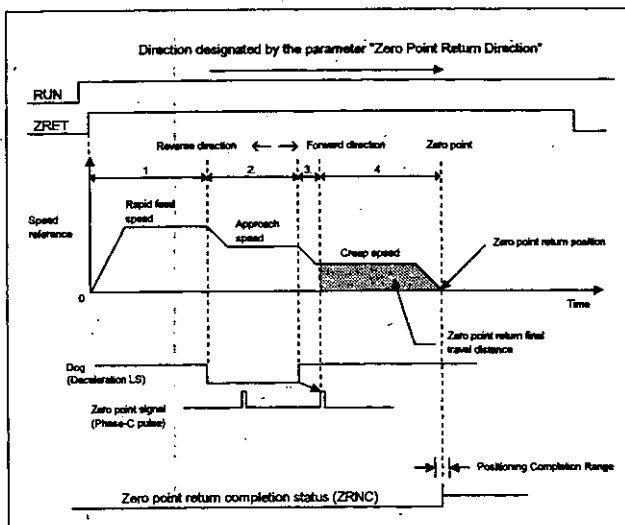 Direction designated by the parameter "Zero Point Return Direction"
RUN
ZRET
Reverse direction
Forward direction
Zero point
1
2
3
4
Rapid feed speed
Approach speed
Speed reference
Creep speed
Zero point return position
0
Time
Zero point return final travel distance
Dog
(Deceleration LS)
Zero point signal
(Phase-C pulse)
Positioning Completion Range
Zero point return completion status (ZRNC)